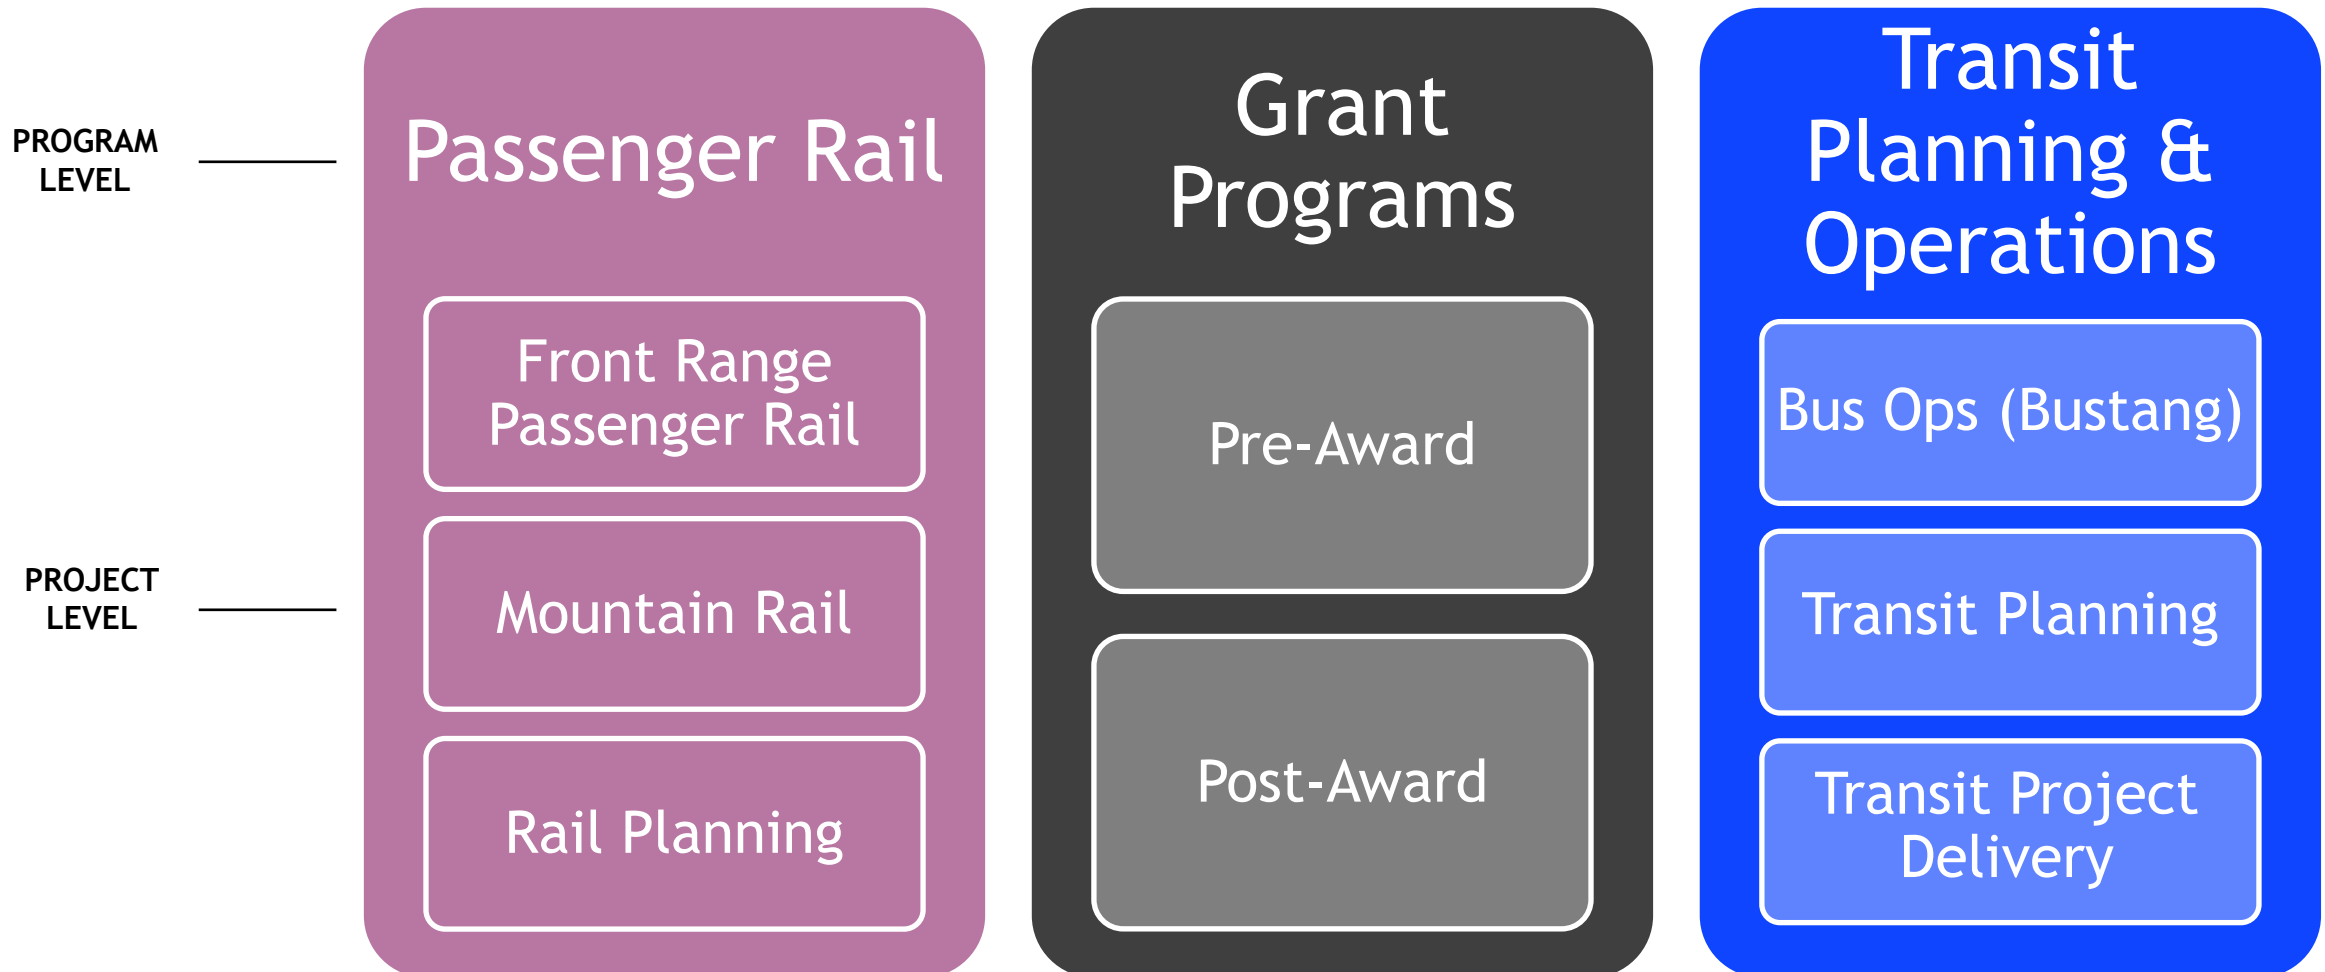 PROGRAM
LEVEL
PROJECT
LEVEL
Passenger Rail
Front Range
Passenger Rail
Mountain Rail
Rail Planning
Grant
Programs
Pre-Award
Post-Award
Transit
Planning &
Operations
Bus Ops (Bustang)
Transit Planning
Transit Project
Delivery